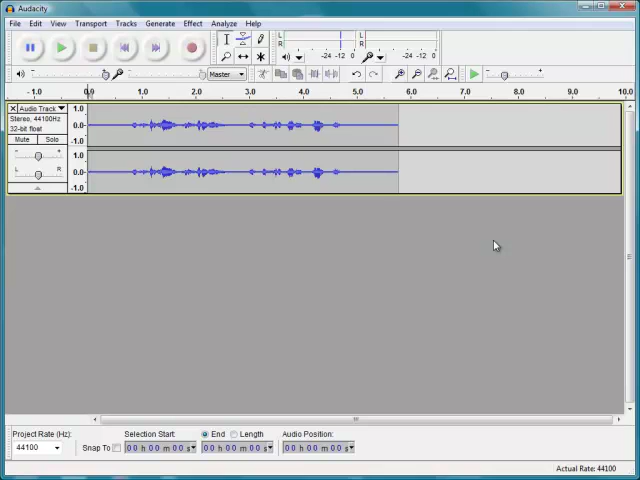 Audacity
File Edit View Transport Tracks Generate Effect Analyze Help
L
R
-24 -12 0
L
R
-24 -12 0
Master
- 1.0 0.0 1.0 2.0 3.0 4.0 5.0 6.0 7.0 8.0 9.0 10.0
Audio Track
Stereo, 44100Hz
32-bit float
Mute Solo
- +
L R
1.0
0.0-
-1.0
1.0
0.0-
-1.0
Project Rate (Hz):
44100
Snap To
Selection Start:
00 h 00 m 00 s
End Length
00 h 00 m 00 s
Audio Position:
00 h 00 m 00 s
Actual Rate: 44100